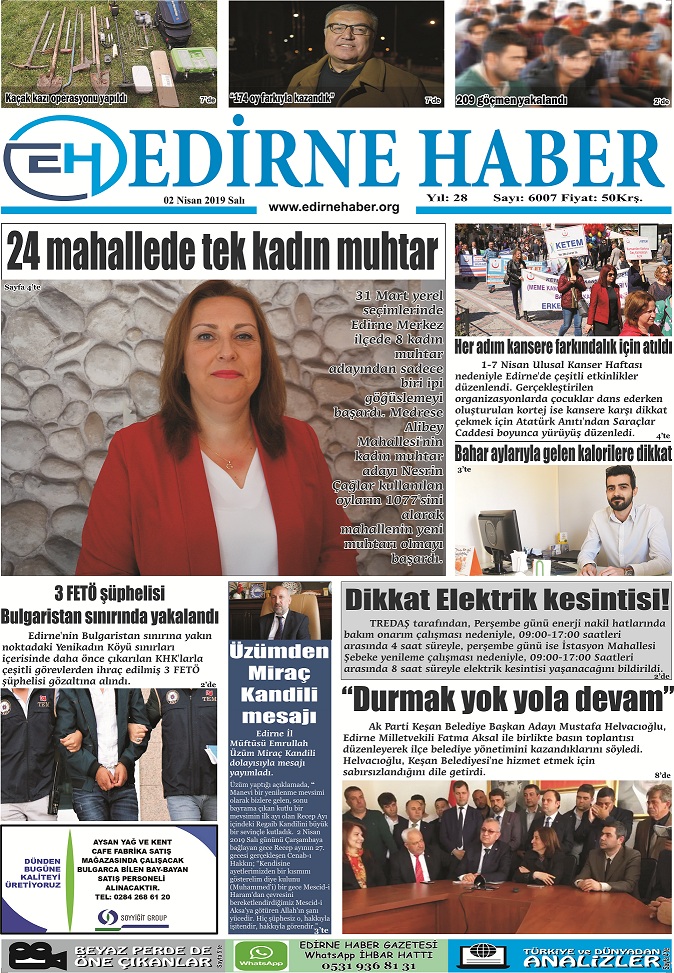 Kaçak kazı operasyonu yapıldı
7'de
“174 oy farkıyla kazandık”
7'de
209 göçmen yakalandı
2'de
EH EDİRNE HABER
02 Nisan 2019 Salı
www.edirnehaber.org
Yıl: 28 Sayı: 6007 Fiyat: 50Krş.
24 mahallede tek kadın muhtar
Sayfa 4'te
31 Mart yerel
seçimlerinde
Edirne Merkez
ilçede 8 kadın
muhtar
adayından sadece
biri ipi
göğüslemeyi
başardı. Medrese
Alibey
Mahallesi'nin
kadın muhtar
adayı Nesrin
Çağlar kullanılan
oyların 1077'sini
alarak
mahallenin yeni
muhtarı olmayı
başardı.
KETEM
Her adım kansere farkındalık için atıldı
1-7 Nisan Ulusal Kanser Haftası
nedeniyle Edirne'de çeşitli etkinlikler
düzenlendi. Gerçekleştirilen
organizasyonlarda çocuklar dans ederken
oluşturulan kortej ise kansere karşı dikkat
çekmek için Atatürk Anıtı'ndan Saraçlar
Caddesi boyunca yürüyüş düzenledi.
4'te
Bahar aylarıyla gelen kalorilere dikkat
3'te
3 FETÖ şüphelisi
Bulgaristan sınırında yakalandı
Edirne'nin Bulgaristan sınırına yakın
noktadaki Yenikadın Köyü sınırları
içerisinde daha önce çıkarılan KHK'larla
çeşitli görevlerden ihraç edilmiş 3 FETÖ
şüphelisi gözaltına alındı.
2'de
TEM
TEM
Üzümden
Miraç
Kandili
mesajı
Edirne İl
Müftüsü Emrullah
Üzüm Miraç Kandili
dolayısıyla mesajı
yayımladı.
Üzüm yaptığı açıklamada, “
Manevi bir yenilenme mevsimi
olarak bizlere gelen, sonu
bayrama çıkan kutlu bir
mevsimin ilk ayı olan Recep Ayı
içindeki Regaib Kandilini büyük
bir sevinçle kutladık. 2 Nisan
2019 Salı gününü Çarşambaya
bağlayan gece Recep ayının 27.
gecesi gerçekleşen Cenab-ı
Hakkın; “Kendisine
ayetlerimizden bir kısmını
gösterelim diye kulunu
(Muhammed'i) bir gece Mescid-i
Haram'dan çevresini
bereketlendirdiğimiz Mescid-i
Aksa'ya götüren Allah'ın şanı
yücedir. Hiç şüphesiz o, hakkıyla
işitendir, hakkıyla görendir.”
3'te
Dikkat Elektrik kesintisi!
TREDAŞ tarafından, Perşembe günü enerji nakil hatlarında
bakım onarım çalışması nedeniyle, 09:00-17:00 saatleri
arasında 4 saat süreyle, perşembe günü ise İstasyon Mahallesi
Şebeke yenileme çalışması nedeniyle, 09:00-17:00 Saatleri
arasında 8 saat süreyle elektrik kesintisi yaşanacağını bildirildi.
2'de
“Durmak yok yola devam”
Ak Parti Keşan Belediye Başkan Adayı Mustafa Helvacıoğlu,
Edirne Milletvekili Fatma Aksal ile birlikte basın toplantısı
düzenleyerek ilçe belediye yönetimini kazandıklarını söyledi.
Helvacıoğlu, Keşan Belediyesi'ne hizmet etmek için
sabırsızlandığını dile getirdi.
8'de
DÜNDEN
BUGÜNE
KALİTEYİ
ÜRETİYORUZ
AYSAN YAĞ VE KENT
CAFE FABRİKA SATIŞ
MAĞAZASINDA ÇALIŞACAK
BULGARCA BİLEN BAY-BAYAN
SATIŞ PERSONELİ
ALINACAKTIR.
TEL: 0284 268 61 20
SOYYİĞİT GROUP
BEYAZ PERDE DE
ÖNE ÇIKANLAR
WhatsApp
EDİRNE HABER GAZETESİ
WhatsApp İHBAR HATTI
0531 936 81 31
TÜRKİYE ve DÜNYADAN
ANALİZLER